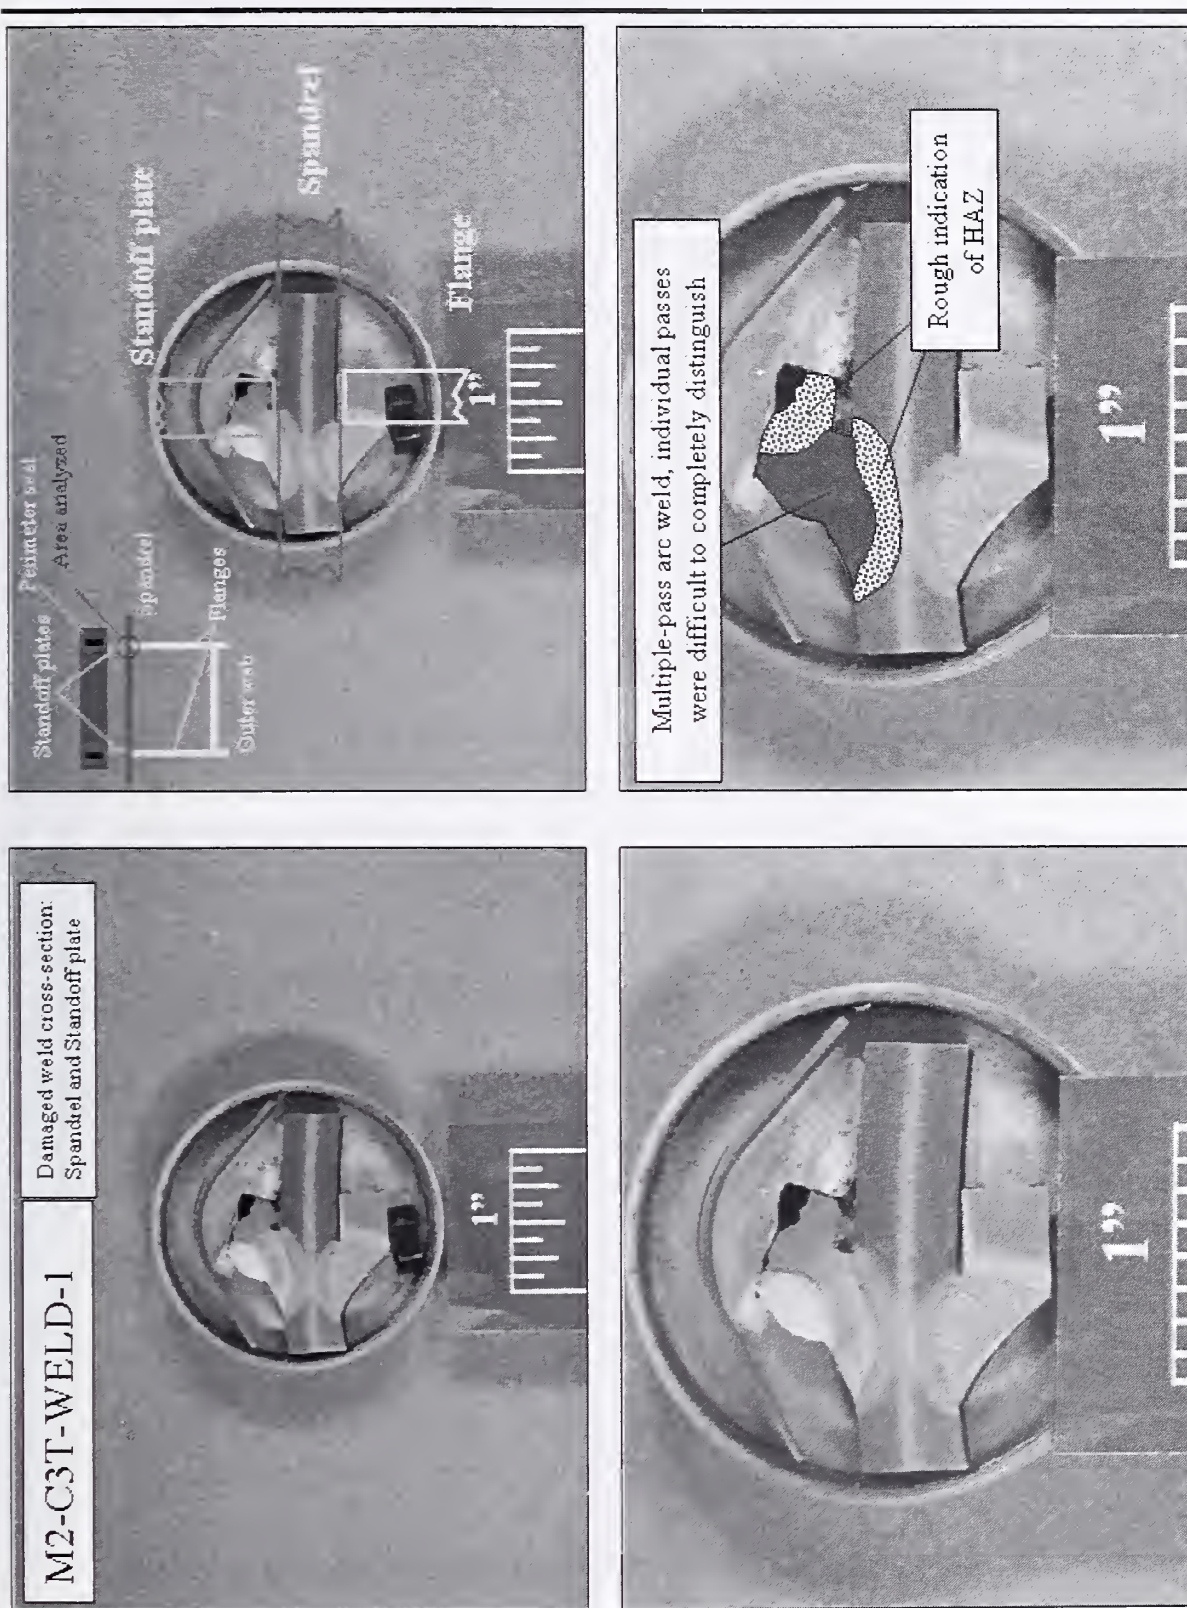 M2-C3T-WELD-1
Damaged weld cross-section:
Spandrel and Standoff plate
1”
Standoff plates
Perimeter seal
Area analyzed
Spandrel
Flanges
Outer web
Standoff plate
Spandrel
Flange
1”
1”
Multiple-pass arc weld, individual passes
were difficult to completely distinguish
Rough indication
of HAZ
1”